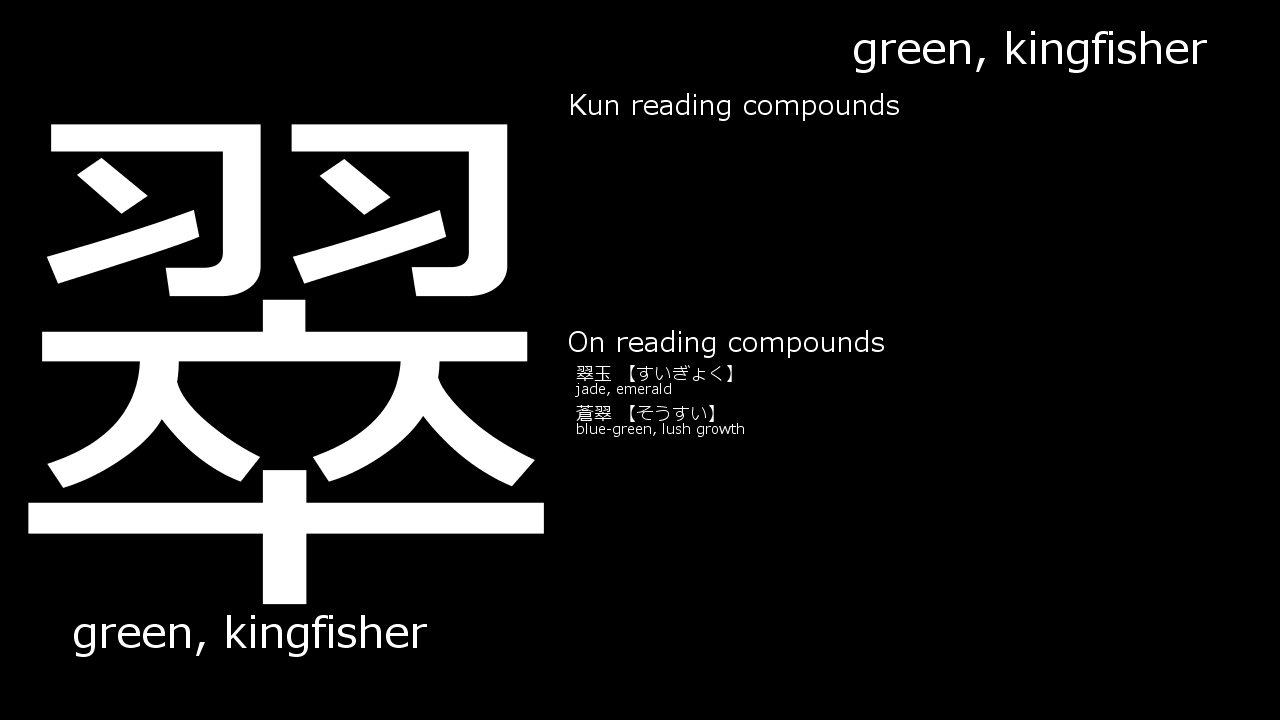 green, kingfisher
翠
Kun reading compounds
On reading compounds
翠玉 【すいぎょく】
jade, emerald
蒼翠 【そうすい】
blue-green, lush growth
green, kingfisher